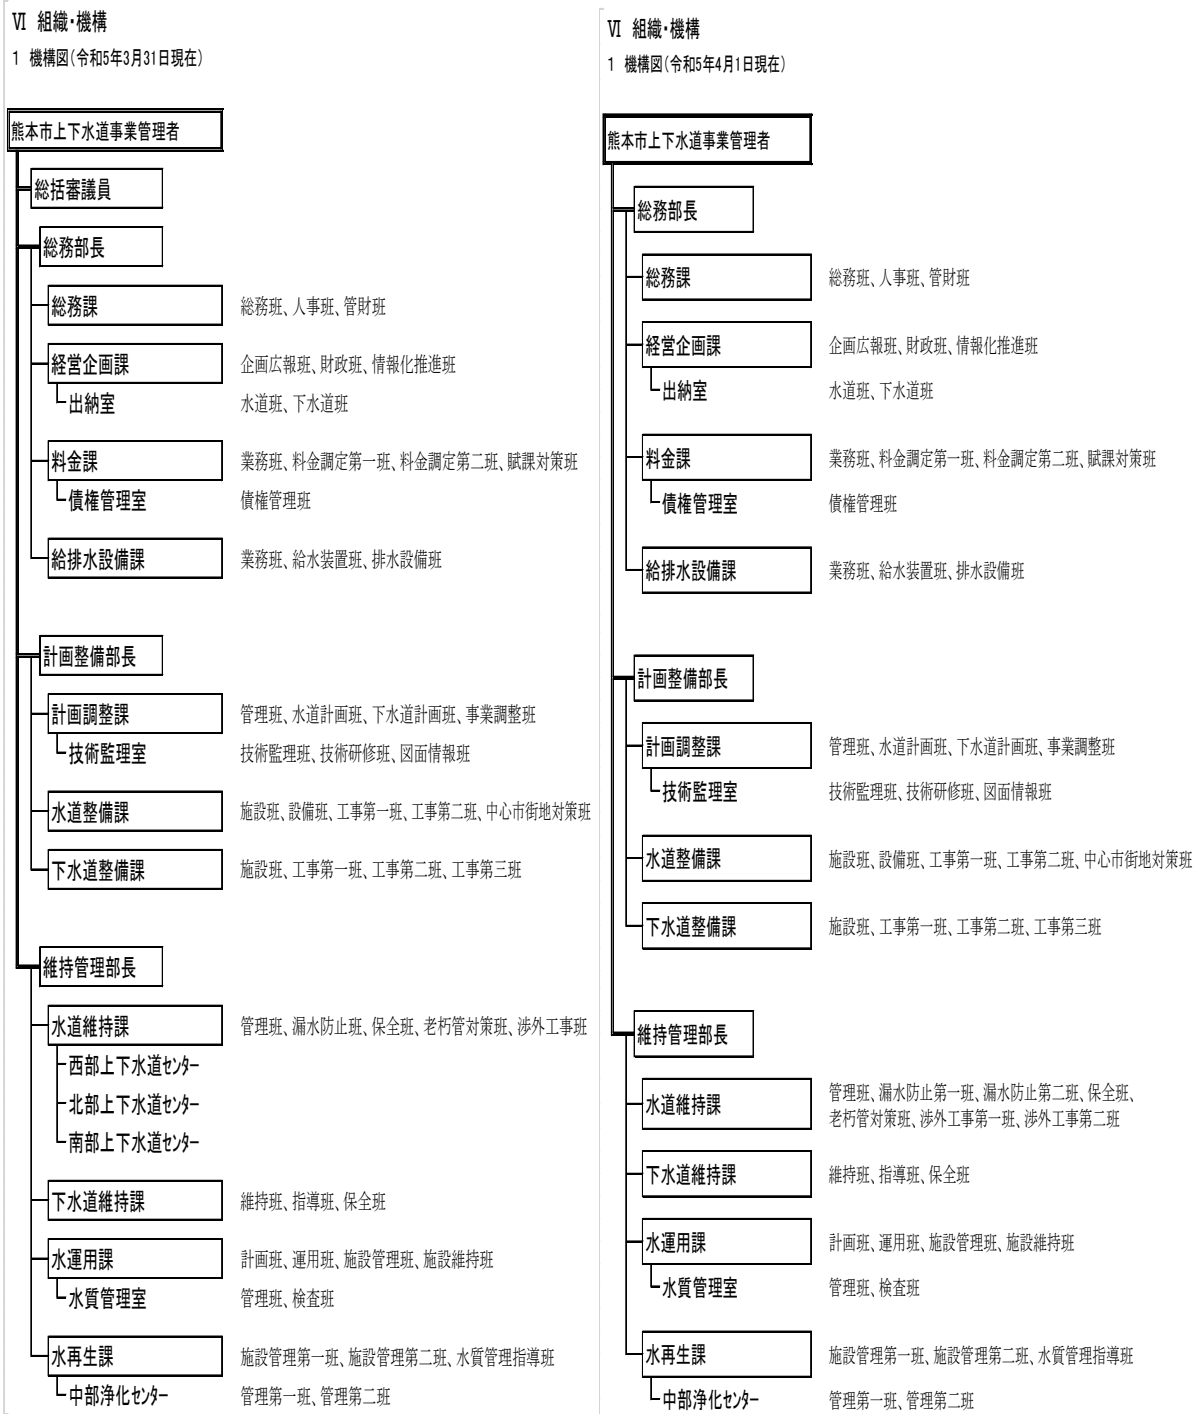 Ⅵ 組織・機構
1 機構図(令和5年3月31日現在)
熊本市上下水道事業管理者
総括審議員
総務部長
総務課 総務班、人事班、管財班
経営企画課 企画広報班、財政班、情報化推進班
出納室 水道班、下水道班
料金課 業務班、料金調定第一班、料金調定第二班、賦課対策班
債権管理室 債権管理班
給排水設備課 業務班、給水装置班、排水設備班
計画整備部長
計画調整課 管理班、水道計画班、下水道計画班、事業調整班
技術監理室 技術監理班、技術研修班、図面情報班
水道整備課 施設班、設備班、工事第一班、工事第二班、中心市街地対策班
下水道整備課 施設班、工事第一班、工事第二班、工事第三班
維持管理部長
水道維持課 管理班、漏水防止班、保全班、老朽管対策班、渉外工事班
西部上下水道センター
北部上下水道センター
南部上下水道センター
下水道維持課 維持班、指導班、保全班
水運用課 計画班、運用班、施設管理班、施設維持班
水質管理室 管理班、検査班
水再生課 施設管理第一班、施設管理第二班、水質管理指導班
中部浄化センター 管理第一班、管理第二班
Ⅵ 組織・機構
1 機構図(令和5年4月1日現在)
熊本市上下水道事業管理者
総務部長
総務課 総務班、人事班、管財班
経営企画課 企画広報班、財政班、情報化推進班
出納室 水道班、下水道班
料金課 業務班、料金調定第一班、料金調定第二班、賦課対策班
債権管理室 債権管理班
給排水設備課 業務班、給水装置班、排水設備班
計画整備部長
計画調整課 管理班、水道計画班、下水道計画班、事業調整班
技術監理室 技術監理班、技術研修班、図面情報班
水道整備課 施設班、設備班、工事第一班、工事第二班、中心市街地対策班
下水道整備課 施設班、工事第一班、工事第二班、工事第三班
維持管理部長
水道維持課 管理班、漏水防止第一班、漏水防止第二班、保全班、
老朽管対策班、渉外工事第一班、渉外工事第二班
下水道維持課 維持班、指導班、保全班
水運用課 計画班、運用班、施設管理班、施設維持班
水質管理室 管理班、検査班
水再生課 施設管理第一班、施設管理第二班、水質管理指導班
中部浄化センター 管理第一班、管理第二班